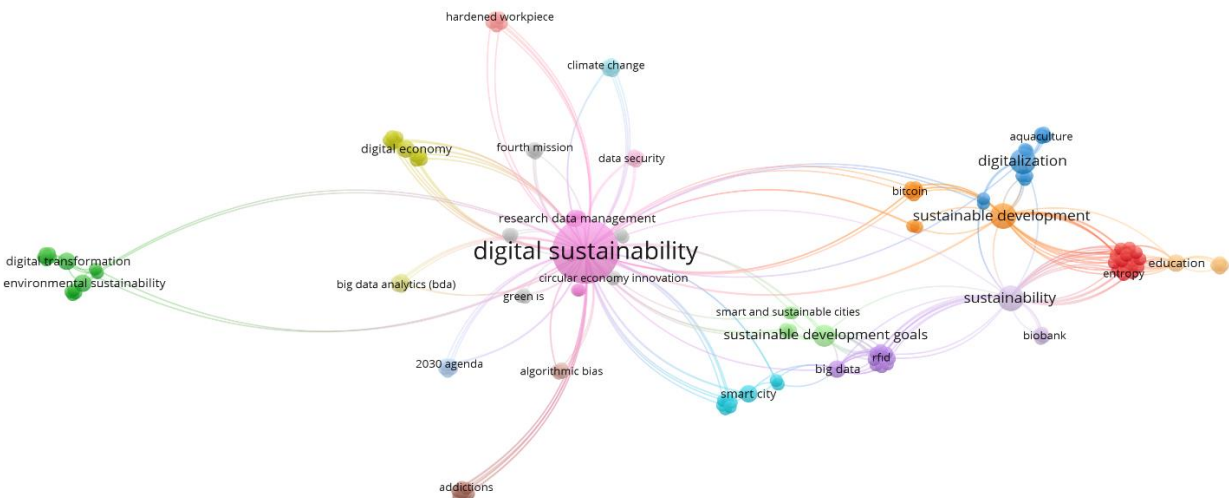 hardened workpiece
climate change
aquaculture
digital economy
fourth mission
data security
digitalization
bitcoin
research data management
sustainable development
digital sustainability
digital transformation
education
entropy
environmental sustainability
big data analytics (bda)
circular economy innovation
green is
sustainability
smart and sustainable cities
sustainable development goals
biobank
rfid
2030 agenda
algorithmic bias
big data
smart city
addictions